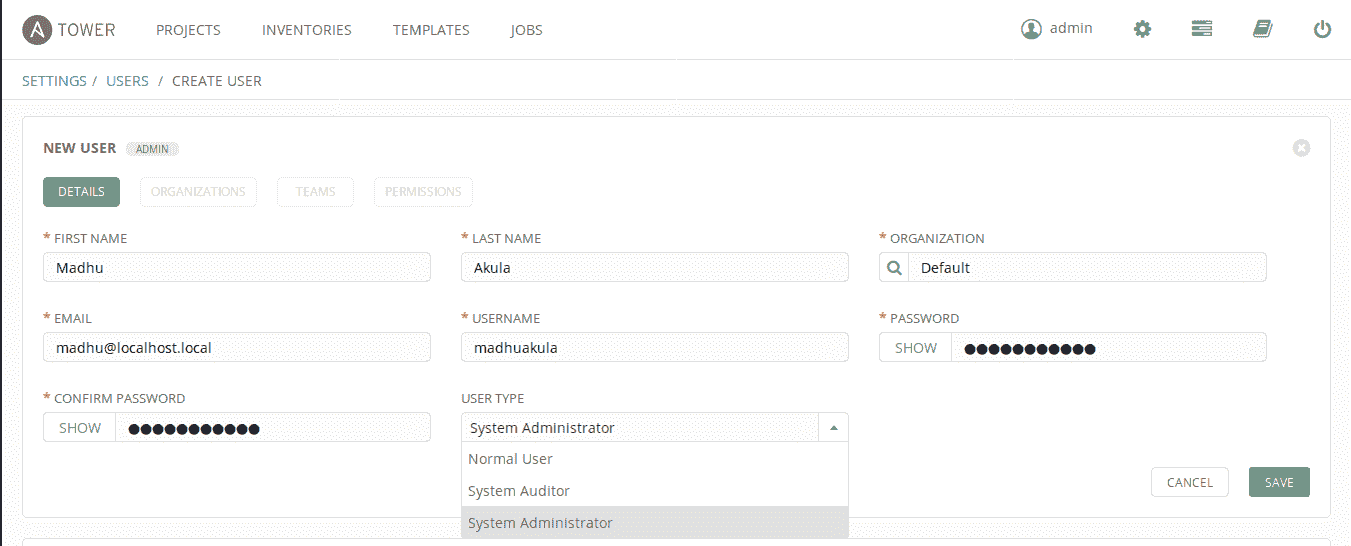 TOWER PROJECTS INVENTORIES TEMPLATES JOBS admin
SETTINGS / USERS / CREATE USER
NEW USER ADMIN
DETAILS ORGANIZATIONS TEAMS PERMISSIONS
* FIRST NAME * LAST NAME * ORGANIZATION
Madhu Akula Default
* EMAIL * USERNAME * PASSWORD
madhu@localhost.local madhuakula SHOW ●●●●●●●●●●●
* CONFIRM PASSWORD USER TYPE
SHOW ●●●●●●●●●●● System Administrator
Normal User
System Auditor
CANCEL SAVE
System Administrator